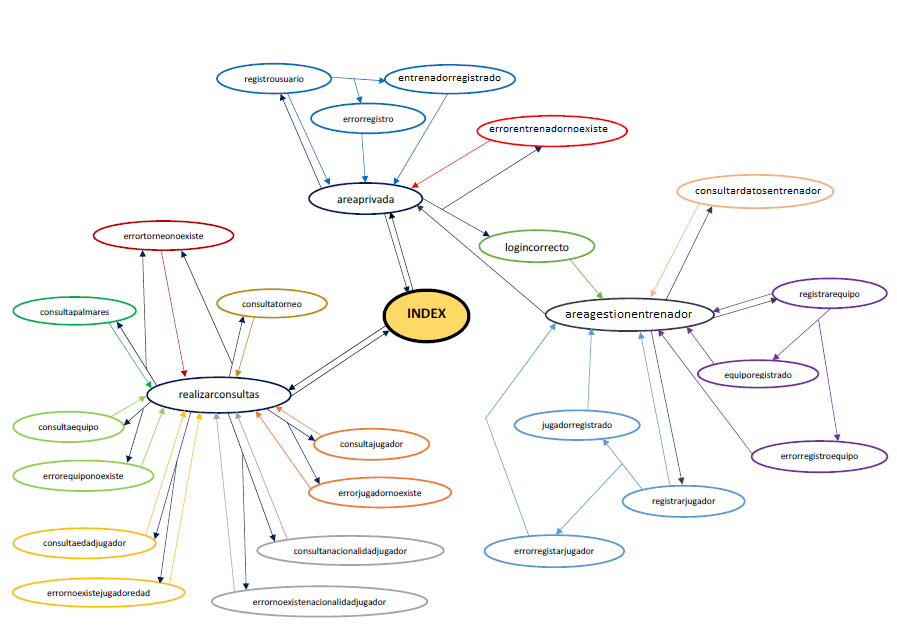 registrousuario
entrenadorregistrado
errorregistro
errorentrenadornoexiste
areaprivada
consultardatosentrenador
errortorneonoexiste
logincorrecto
consultapalmares
consultatorneo
INDEX
areagestionentrenador
registrarequipo
equiporegistrado
realizarconsultas
consultaequipo
consultajugador
jugadorregistrado
errorregistroequipo
errorequiponoexiste
errorjugadornoexiste
registrarjugador
consultaedadjugador
consultanacionalidadjugador
errorregistarjugador
errornoexistejugadoredad
errornoexistenacionalidadjugador